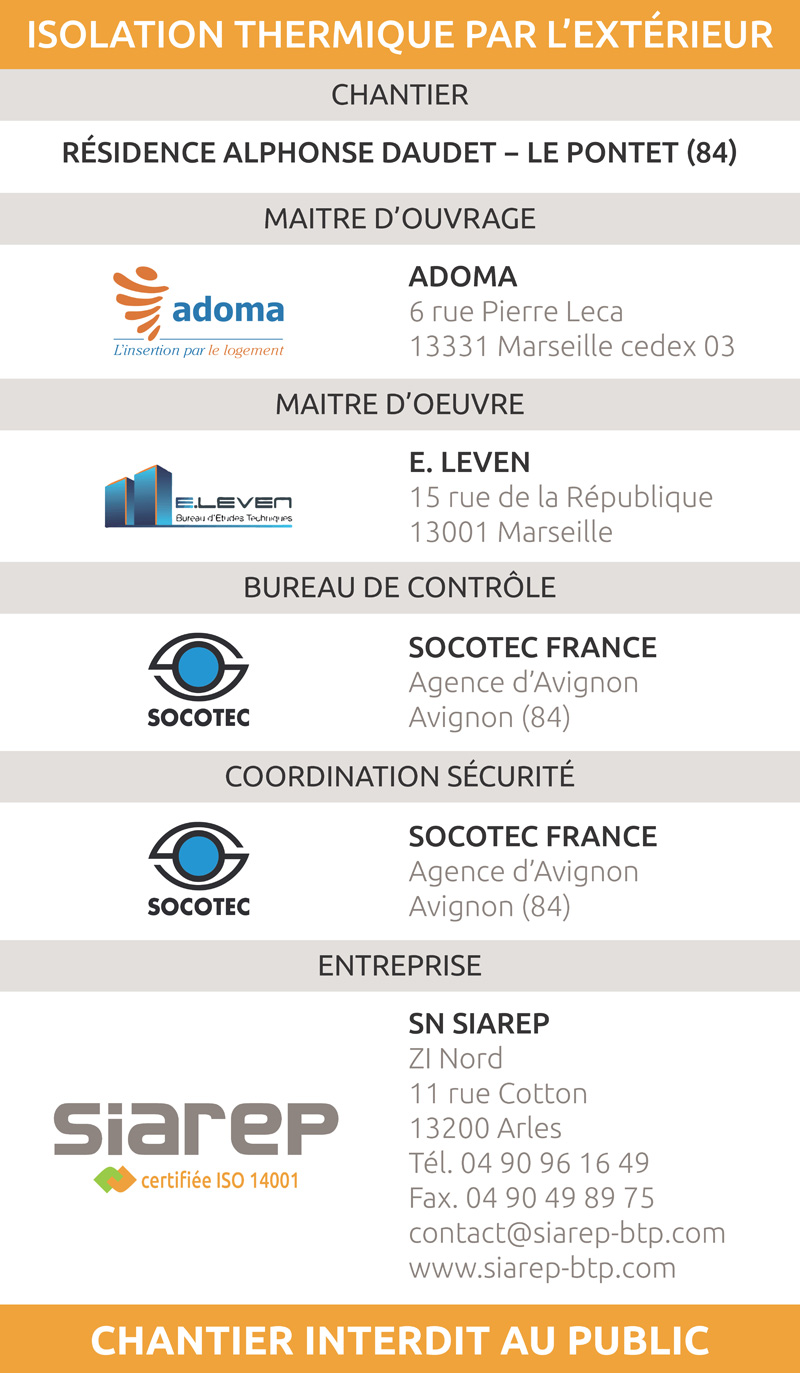 ISOLATION THERMIQUE PAR L’EXTÉRIEUR
CHANTIER
RÉSIDENCE ALPHONSE DAUDET – LE PONTET (84)
MAITRE D’OUVRAGE
adoma
L’insertion par le logement
ADOMA
6 rue Pierre Leca
13331 Marseille cedex 03
MAITRE D’OEUVRE
E.LEVEN
Bureau d’Etudes Techniques
E. LEVEN
15 rue de la République
13001 Marseille
BUREAU DE CONTRÔLE
SOCOTEC
SOCOTEC FRANCE
Agence d’Avignon
Avignon (84)
COORDINATION SÉCURITÉ
SOCOTEC
SOCOTEC FRANCE
Agence d’Avignon
Avignon (84)
ENTREPRISE
siarep
certifiée ISO 14001
SN SIAREP
ZI Nord
11 rue Cotton
13200 Arles
Tél. 04 90 96 16 49
Fax. 04 90 49 89 75
contact@siarep-btp.com
www.siarep-btp.com
CHANTIER INTERDIT AU PUBLIC